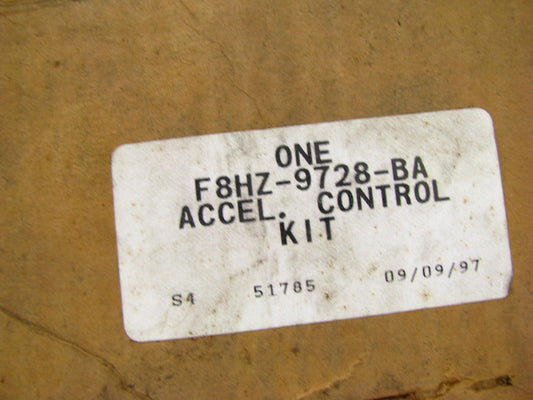 ONE
F8HZ-9728-BA
ACCEL. CONTROL
KIT
S4 51785 09/09/97